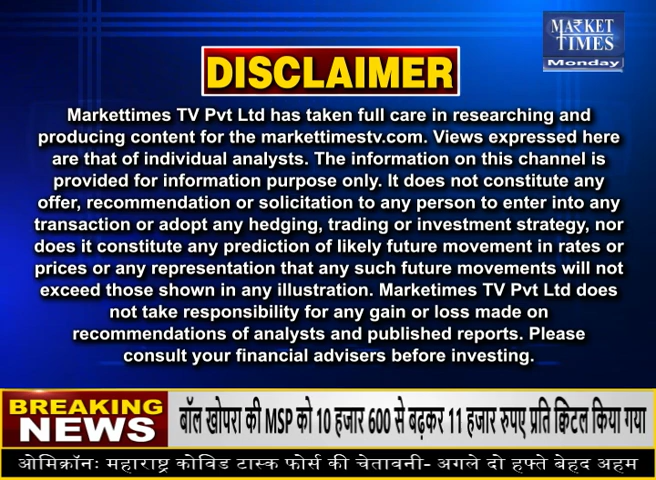 MARKET
TIMES
Monday
DISCLAIMER
Markettimes TV Pvt Ltd has taken full care in researching and
producing content for the markettimestv.com. Views expressed here
are that of individual analysts. The information on this channel is
provided for information purpose only. It does not constitute any
offer, recommendation or solicitation to any person to enter into any
transaction or adopt any hedging, trading or investment strategy, nor
does it constitute any prediction of likely future movement in rates or
prices or any representation that any such future movements will not
exceed those shown in any illustration. Marketimes TV Pvt Ltd does
not take responsibility for any gain or loss made on
recommendations of analysts and published reports. Please
consult your financial advisers before investing.
BREAKING
NEWS
बॉल खोपरा की MSP को 10 हजार 600 से बढ़कर 11 हजार रुपए प्रति क्विटल किया गया
ओमिक्रॉनः महाराष्ट्र कोविड टास्क फोर्स की चेतावनी- अगले दो हफ्ते बेहद अहम